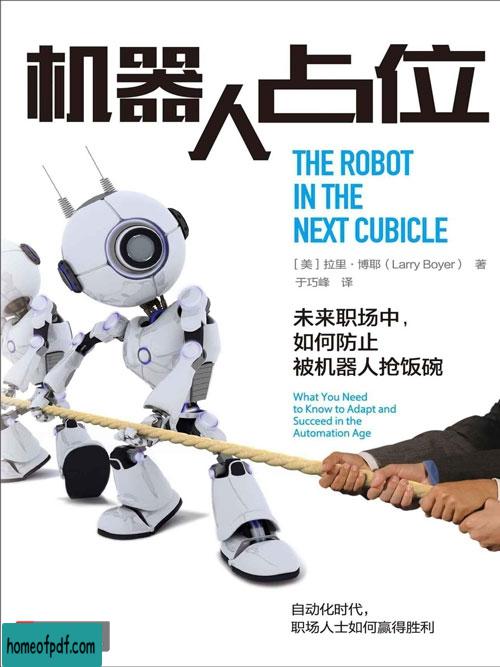 机器人占位
THE ROBOT
IN THE
NEXT CUBICLE
［美］拉里·博耶（Larry Boyer） 著
于巧峰 译
未来职场中，
如何防止
被机器人抢饭碗
What You Need
to Know to Adapt and
Succeed in the
Automation Age
自动化时代，
职场人士如何赢得胜利
homeofpdf.com